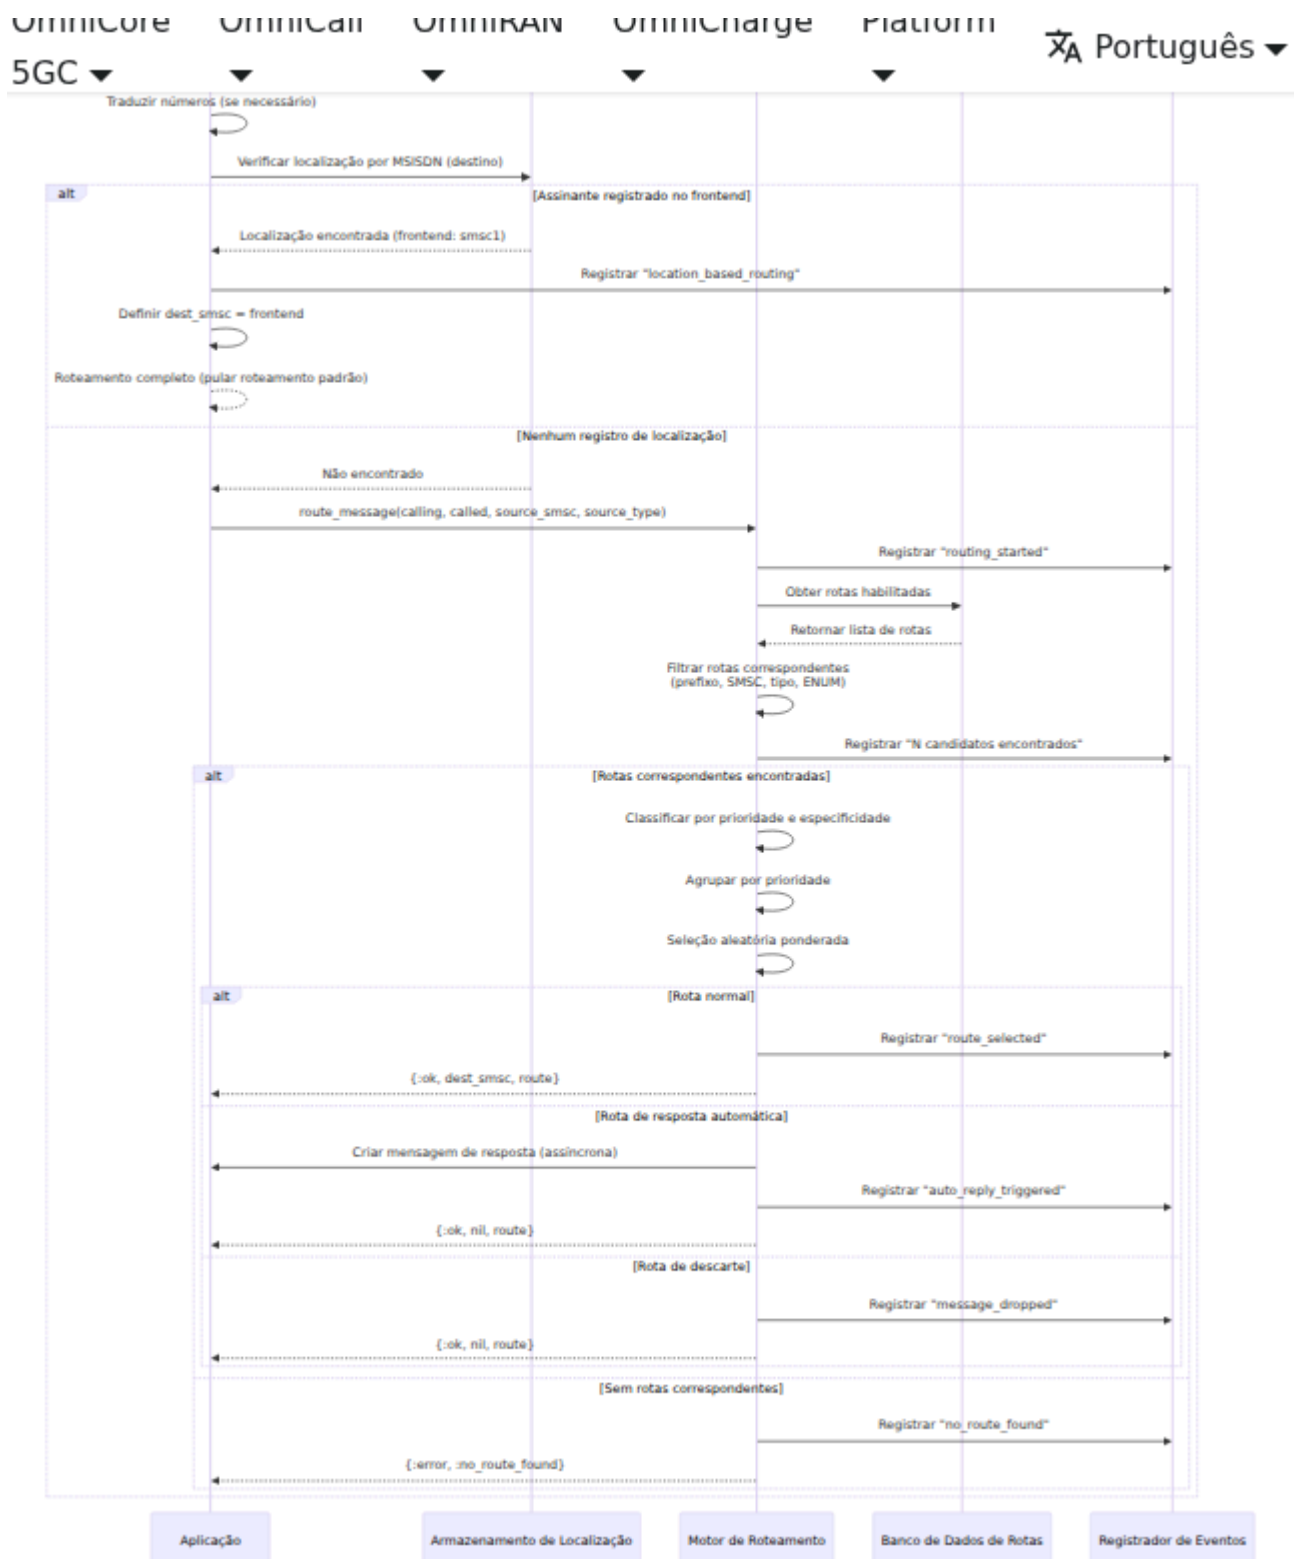 OmniCore OmniCall OmniRAN OmniCharge Platform
5GC
Português
Traduzir números (se necessário)
Verificar localização por MSISDN (destino)
alt
[Assinante registrado no frontend]
Localização encontrada (frontend: smsc1)
Registrar "location_based_routing"
Definir dest_smsc = frontend
Roteamento completo (pular roteamento padrão)
[Nenhum registro de localização]
Não encontrado
route_message(calling, called, source_smsc, source_type)
Registrar "routing_started"
Obter rotas habilitadas
Retornar lista de rotas
Filtrar rotas correspondentes
(prefixo, SMSC, tipo, ENUM)
Registrar "N candidatos encontrados"
alt
[Rotas correspondentes encontradas]
Classificar por prioridade e especificidade
Agrupar por prioridade
Seleção aleatória ponderada
alt
[Rota normal]
Registrar "route_selected"
{:ok, dest_smsc, route}
[Rota de resposta automática]
Criar mensagem de resposta (assíncrona)
Registrar "auto_reply_triggered"
{:ok, nil, route}
[Rota de descarte]
Registrar "message_dropped"
{:ok, nil, route}
[Sem rotas correspondentes]
Registrar "no_route_found"
{:error, :no_route_found}
Aplicação
Armazenamento de Localização
Motor de Roteamento
Banco de Dados de Rotas
Registrador de Eventos